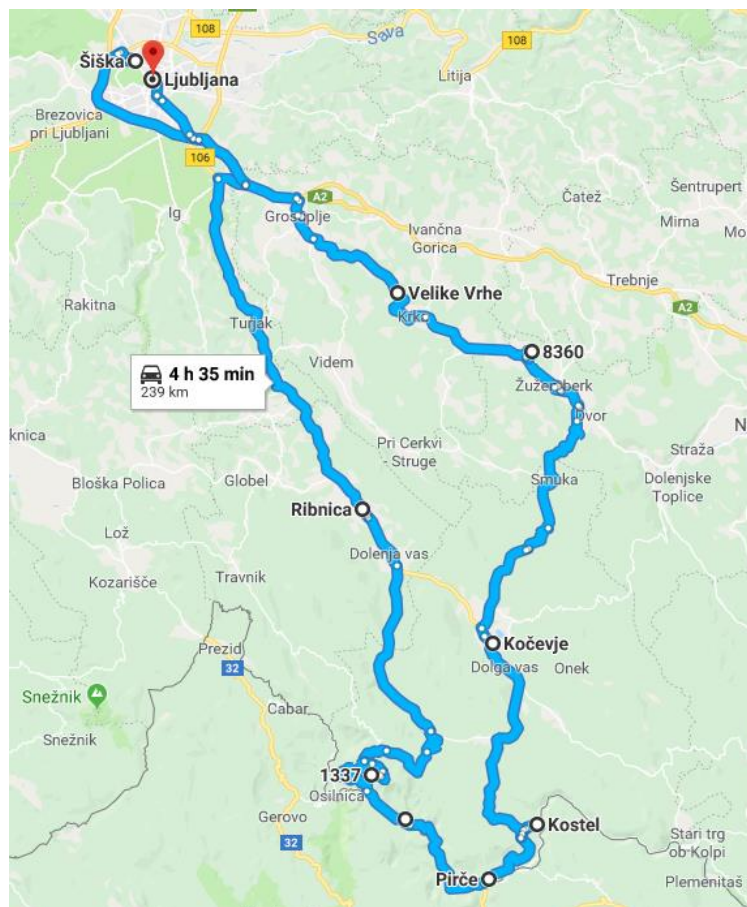 108
Sava
108
Šiška
Ljubljana
Litija
Brezovica
pri Ljubljani
106
Čatež
Šentrupert
Ig
A2
Mirna
Mo
Grosuplje
Ivančna
Gorica
Trebnje
Rakitna
Velike Vrhe
A2
Krka
Turjak
8360
4 h 35 min
239 km
Videm
Žužemberk
Dvor
N
knica
Pri Cerkvi
- Struge
Straža
Bloška Polica
Globel
Smuka
Dolenjske
Toplice
Ribnica
Lož
Dolenja vas
Kozarišče
Travnik
Kočevje
Prezid
Dolga vas
Onek
32
Snežnik
Cabar
Snežnik
1337
Osilnica
Gerovo
Kostel
Stari trg
ob Kolpi
32
Pirče
Plemenitaš